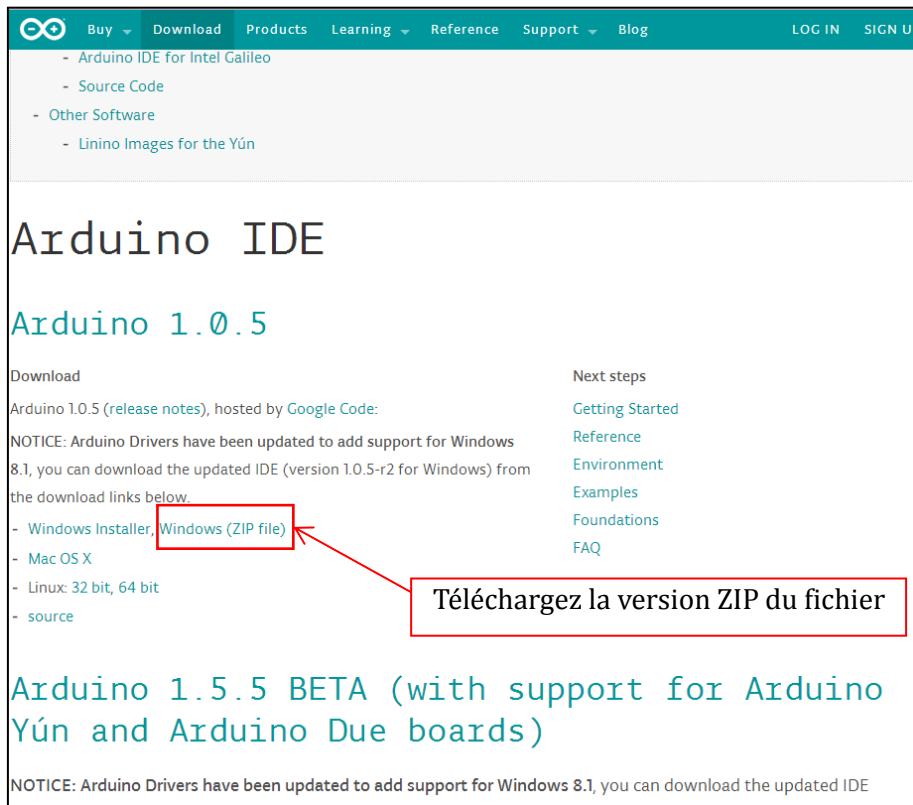 Buy Download Products Learning Reference Support Blog LOG IN SIGN U
- Arduino IDE for Intel Galileo
- Source Code
- Other Software
- Linino Images for the Yún
Arduino IDE
Arduino 1.0.5
Download
Arduino 1.0.5 (release notes), hosted by Google Code:
NOTICE: Arduino Drivers have been updated to add support for Windows
8.1, you can download the updated IDE (version 1.0.5-r2 for Windows) from
the download links below.
- Windows Installer, Windows (ZIP file)
- Mac OS X
- Linux: 32 bit, 64 bit
- source
Next steps
Getting Started
Reference
Environment
Examples
Foundations
FAQ
Téléchargez la version ZIP du fichier
Arduino 1.5.5 BETA (with support for Arduino
Yún and Arduino Due boards)
NOTICE: Arduino Drivers have been updated to add support for Windows 8.1, you can download the updated IDE